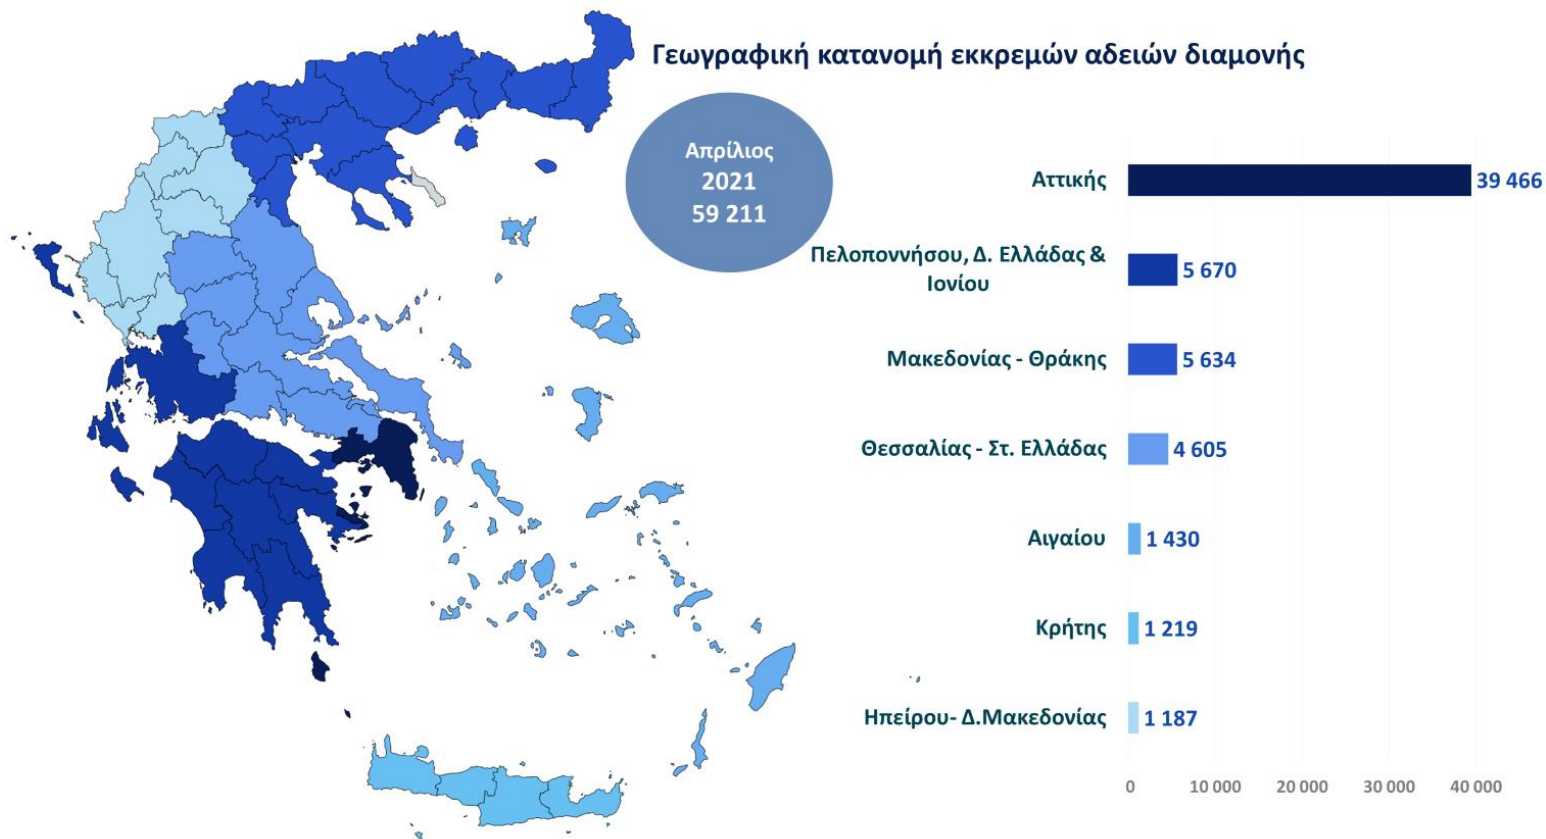 Γεωγραφική κατανομή εκκρεμών αδειών διαμονής
Απρίλιος
2021
59 211
Αττικής
39 466
Πελοποννήσου, Δ. Ελλάδας &
Ιονίου
5 670
Μακεδονίας - Θράκης
5 634
Θεσσαλίας - Στ. Ελλάδας
4 605
Αιγαίου
1 430
Κρήτης
1 219
Ηπείρου- Δ.Μακεδονίας
1 187
0 10 000 20 000 30 000 40 000